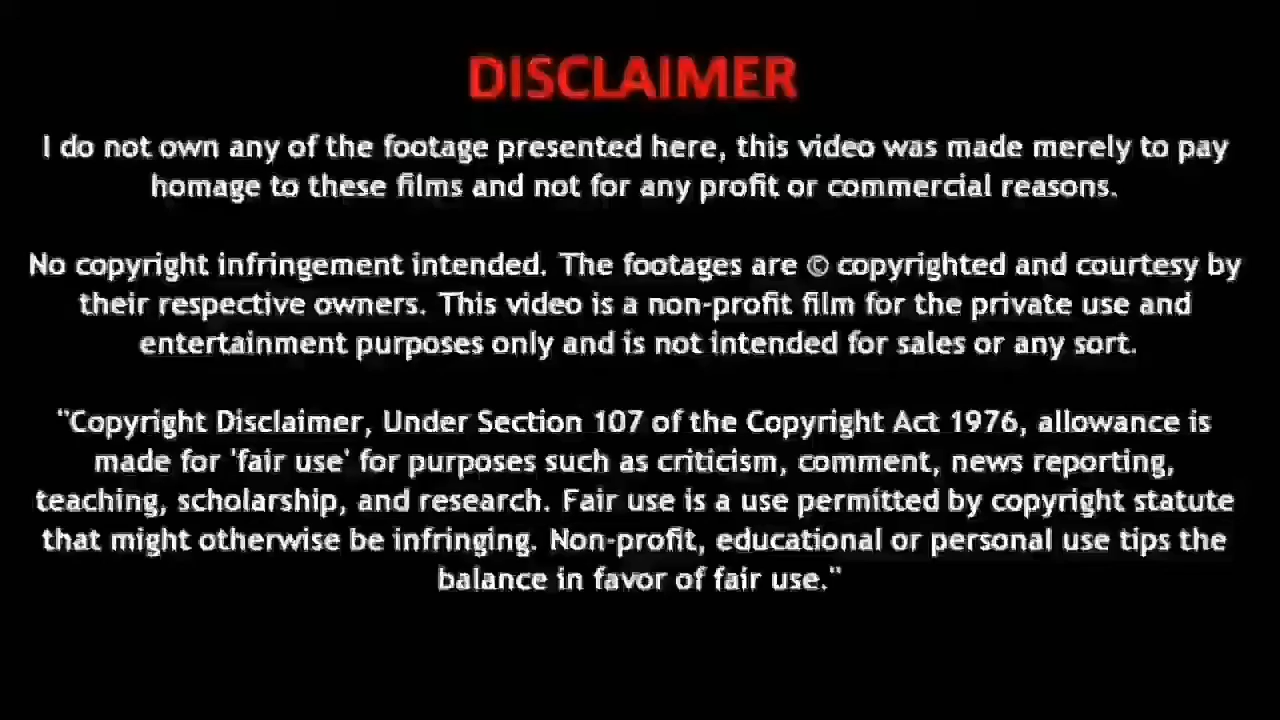 DISCLAIMER
I do not own any of the footage presented here, this video was made merely to pay
homage to these films and not for any profit or commercial reasons.
No copyright infringement intended. The footages are © copyrighted and courtesy by
their respective owners. This video is a non-profit film for the private use and
entertainment purposes only and is not intended for sales or any sort.
"Copyright Disclaimer, Under Section 107 of the Copyright Act 1976, allowance is
made for 'fair use' for purposes such as criticism, comment, news reporting,
teaching, scholarship, and research. Fair use is a use permitted by copyright statute
that might otherwise be infringing. Non-profit, educational or personal use tips the
balance in favor of fair use."